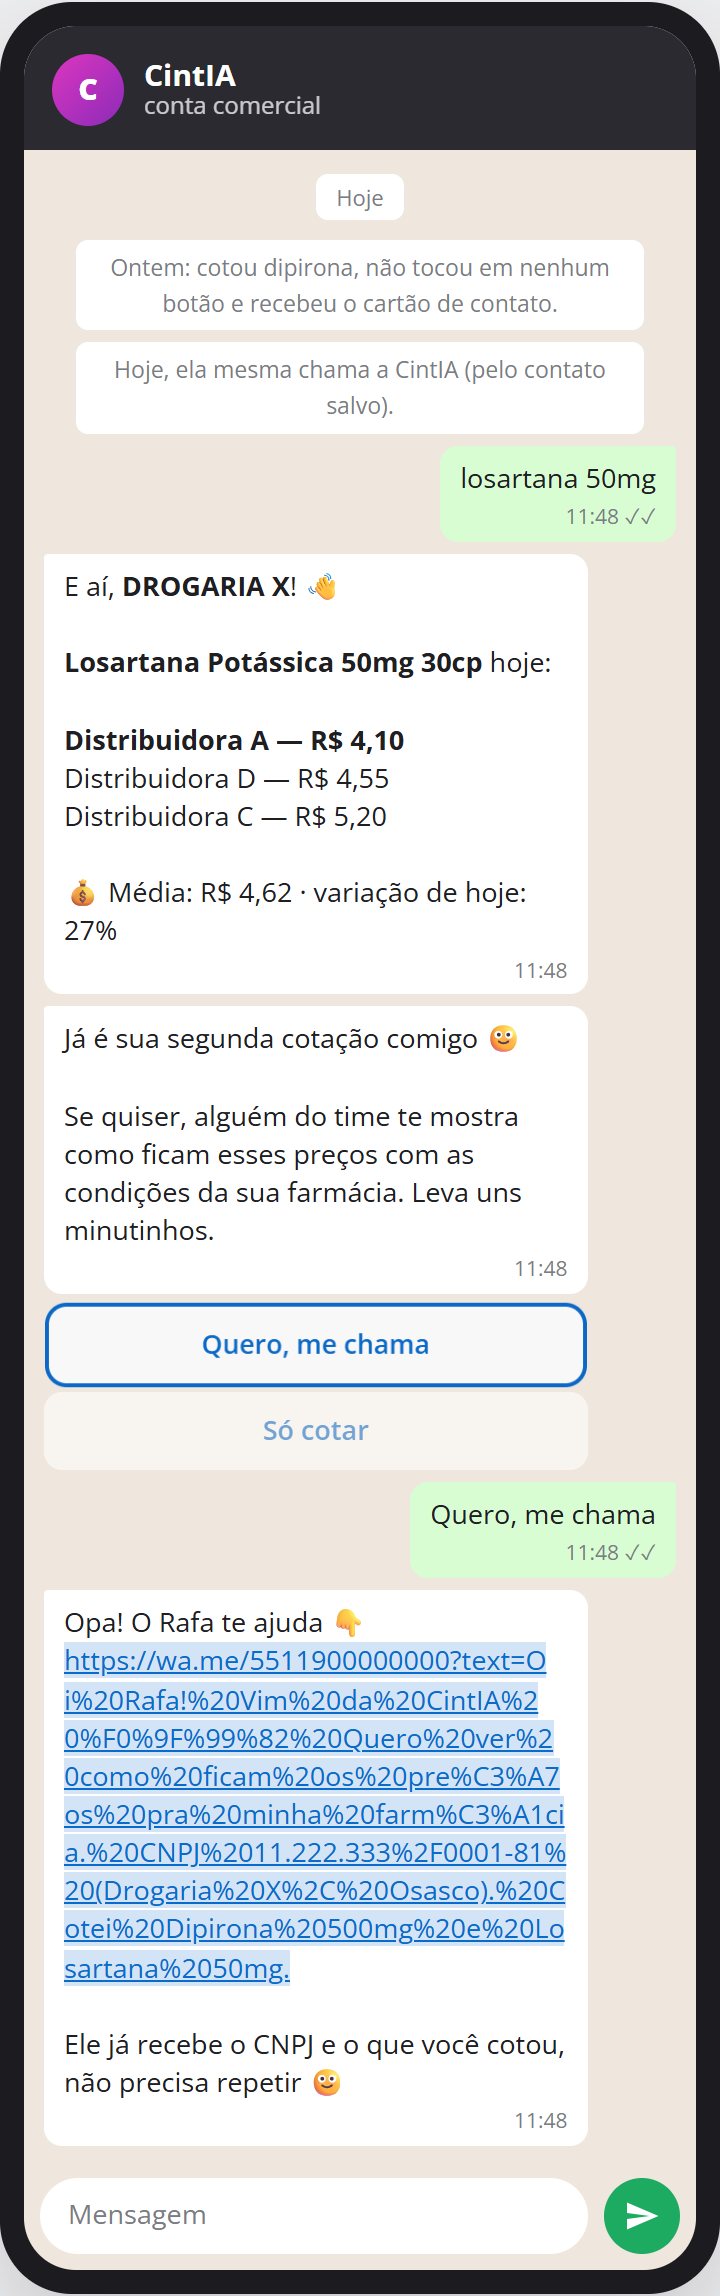 C
CintIA
conta comercial
Hoje
Ontem: cotou dipirona, não tocou em nenhum
botão e recebeu o cartão de contato.
Hoje, ela mesma chama a CintIA (pelo contato
salvo).
losartana 50mg
11:48 ✓✓
E aí, DROGARIA X! 👋
Losartana Potássica 50mg 30cp hoje:
Distribuidora A — R$ 4,10
Distribuidora D — R$ 4,55
Distribuidora C — R$ 5,20
💰 Média: R$ 4,62 · variação de hoje:
27%
11:48
Já é sua segunda cotação comigo 🙂
Se quiser, alguém do time te mostra
como ficam esses preços com as
condições da sua farmácia. Leva uns
minutinhos.
11:48
Quero, me chama
Só cotar
Quero, me chama
11:48 ✓✓
Opa! O Rafa te ajuda 👇
https://wa.me/5511900000000?text=O
i%20Rafa!%20Vim%20da%20CintIA%2
0%F0%9F%99%82%20Quero%20ver%2
0como%20ficam%20os%20pre%C3%A7
os%20pra%20minha%20farm%C3%A1ci
a.%20CNPJ%2011.222.333%2F0001-81%
20(Drogaria%20X%2C%20Osasco).%20C
otei%20Dipirona%20500mg%20e%20Lo
sartana%2050mg.
Ele já recebe o CNPJ e o que você cotou,
não precisa repetir 🙂
11:48
Mensagem